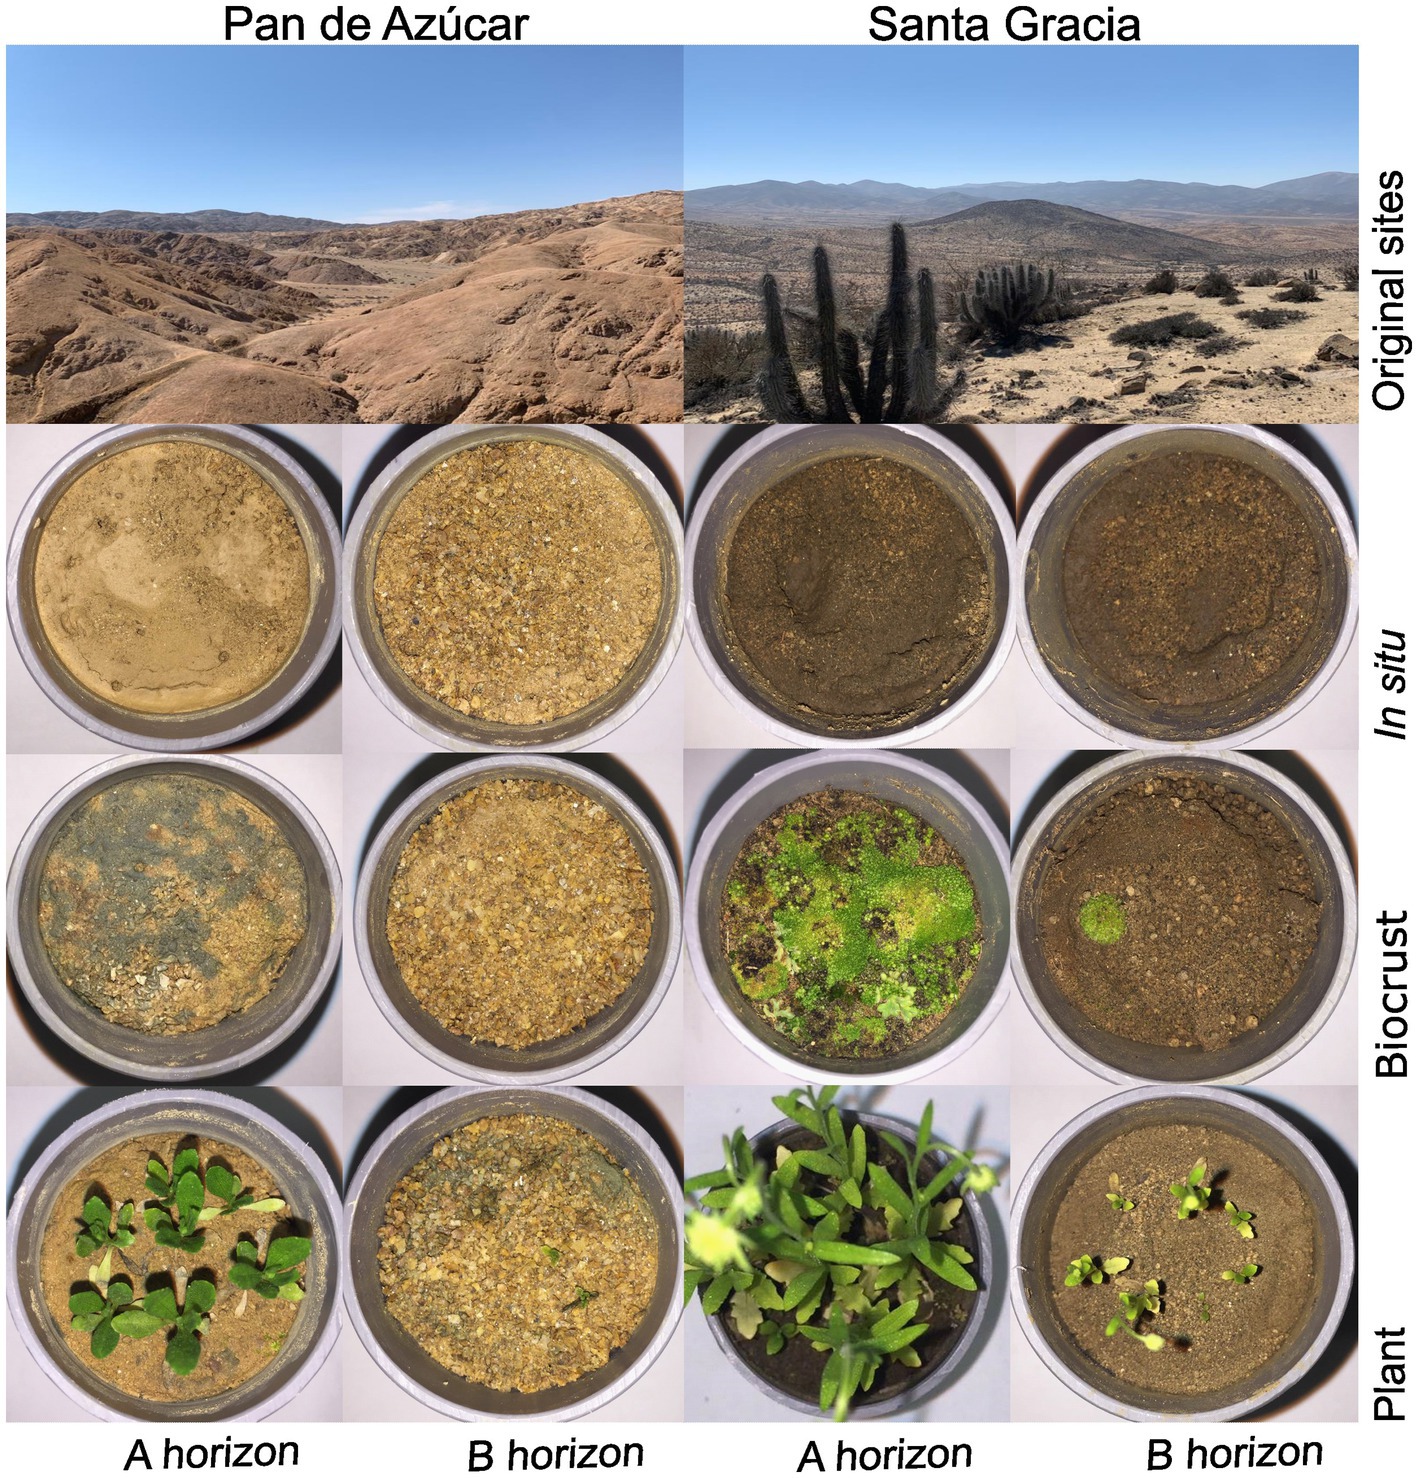 Pan de Azúcar
Santa Gracia
Original sites
In situ
Biocrust
Plant
A horizon
B horizon
A horizon
B horizon